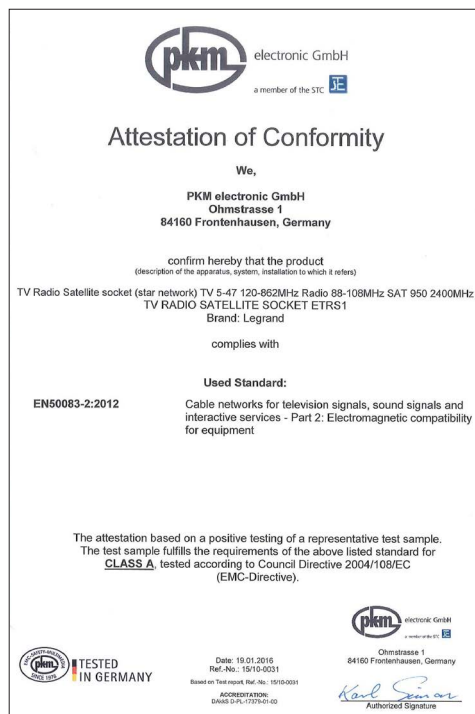 pkm electronic GmbH
a member of the STC
Attestation of Conformity
We,
PKM electronic GmbH
Ohmstrasse 1
84160 Frontenhausen, Germany
confirm hereby that the product
(description of the apparatus, system, installation to which it refers)
TV Radio Satellite socket (star network) TV 5-47 120-862MHz Radio 88-108MHz SAT 950 2400MHz
TV RADIO SATELLITE SOCKET ETRS1
Brand: Legrand
complies with
Used Standard:
EN50083-2:2012 Cable networks for television signals, sound signals and
interactive services - Part 2: Electromagnetic compatibility
for equipment
The attestation based on a positive testing of a representative test sample.
The test sample fulfills the requirements of the above listed standard for
CLASS A, tested according to Council Directive 2004/108/EC
(EMC-Directive).
pkm electronic GmbH
a member of the STC
Ohmstrasse 1
84160 Frontenhausen, Germany
EMC-SAFETY-MULTIMEDIA
pkm
SINCE 1976
TESTED
IN GERMANY
Date: 19.01.2016
Ref.-No.: 15/10-0031
Based on Test report, Ref.-No.: 15/10-0031
ACCREDITATION:
DAkkS D-PL-17379-01-00
Authorized Signature